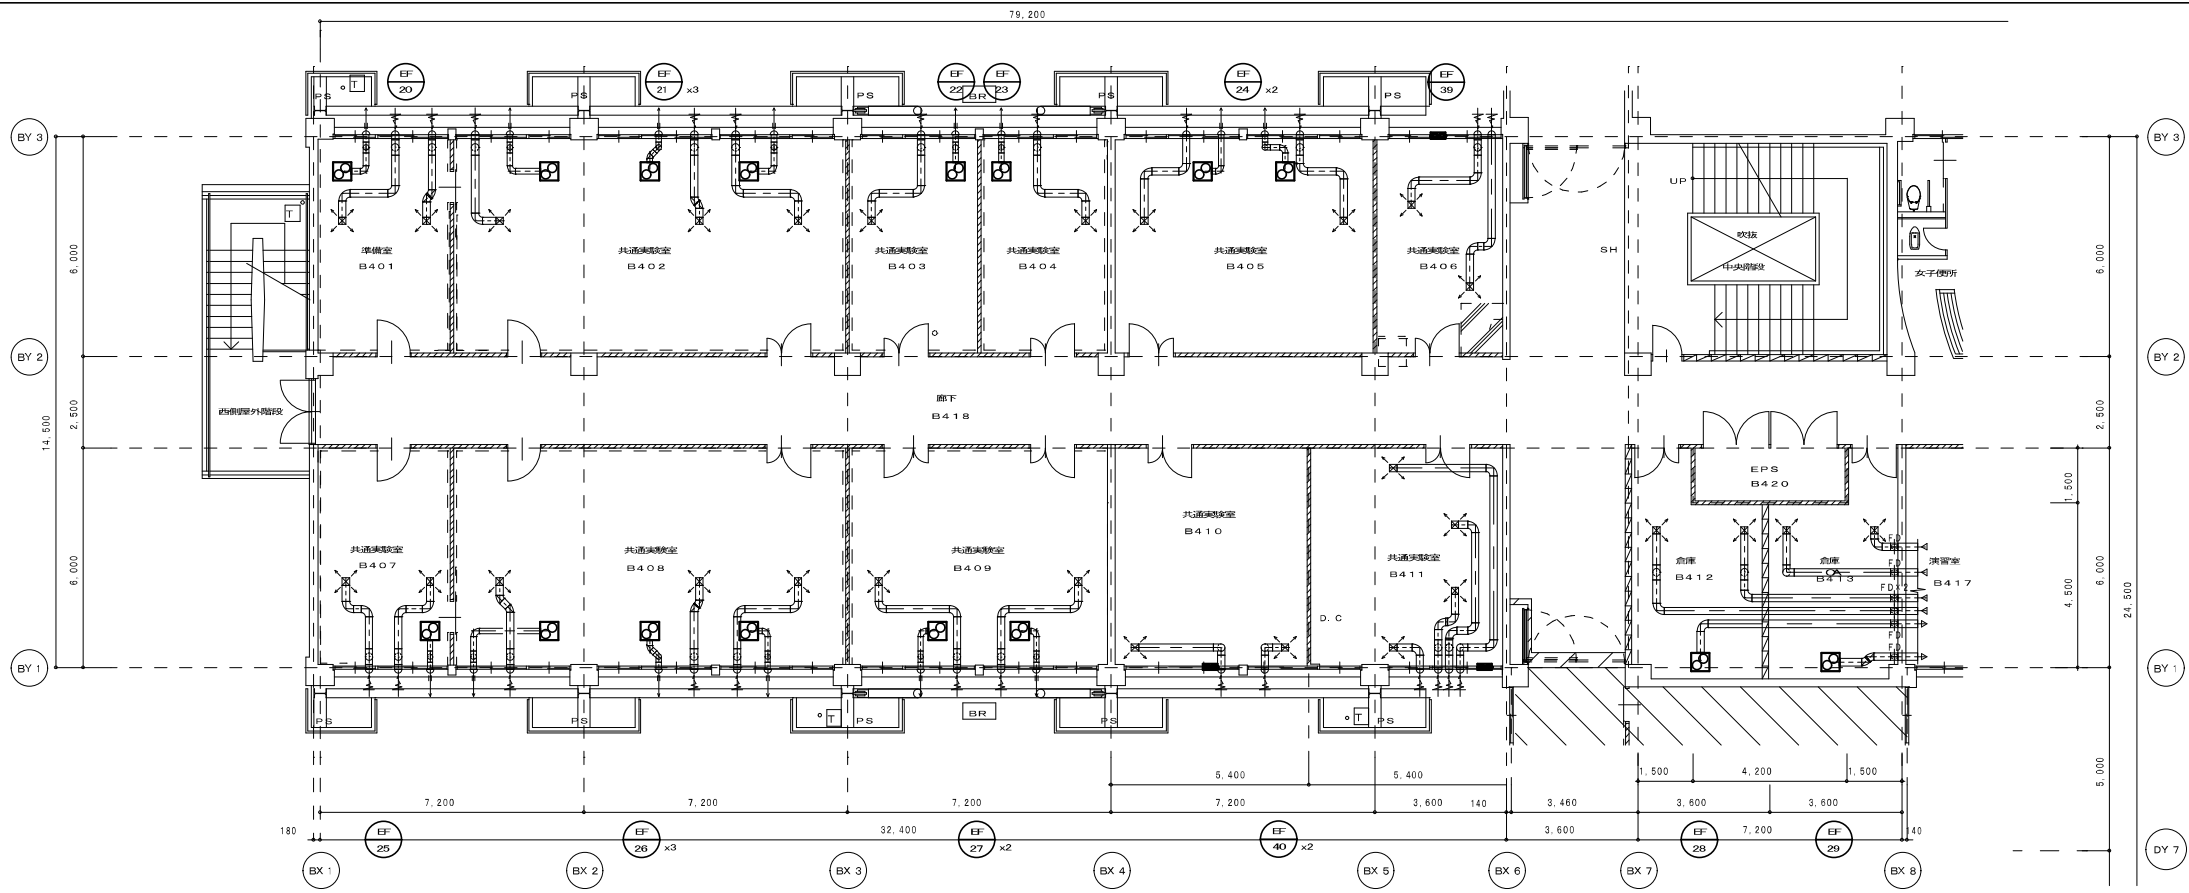 79,200
EF 20
EF 21 x3
EF 22
EF 23
EF 24 x2
EF 39
T
PS
PS
PS
BR
PS
PS
BY 3
BY 3
UP
T
準備室
B401
共通実験室
B402
共通実験室
B403
共通実験室
B404
共通実験室
B405
共通実験室
B406
SH
吹抜
中央階段
女子便所
6,000
6,000
BY 2
BY 2
西側屋外階段
廊下
B418
14,500
2,500
2,500
EPS
B420
1,500
共通実験室
B407
共通実験室
B408
共通実験室
B409
共通実験室
B410
共通実験室
B411
倉庫
B412
倉庫
B413
演習室
B417
FD
FD
FDx2
FD
FD
D.C
6,000
4,500
6,000
24,500
BY 1
BY 1
PS
PS
T
PS
BR
PS
T
PS
5,400
5,400
1,500
4,200
1,500
5,000
7,200
7,200
7,200
7,200
3,600
140
3,460
3,600
3,600
180
32,400
3,600
7,200
140
EF 25
EF 26 x3
EF 27 x2
EF 40 x2
EF 28
EF 29
DY 7
BX 1
BX 2
BX 3
BX 4
BX 5
BX 6
BX 7
BX 8